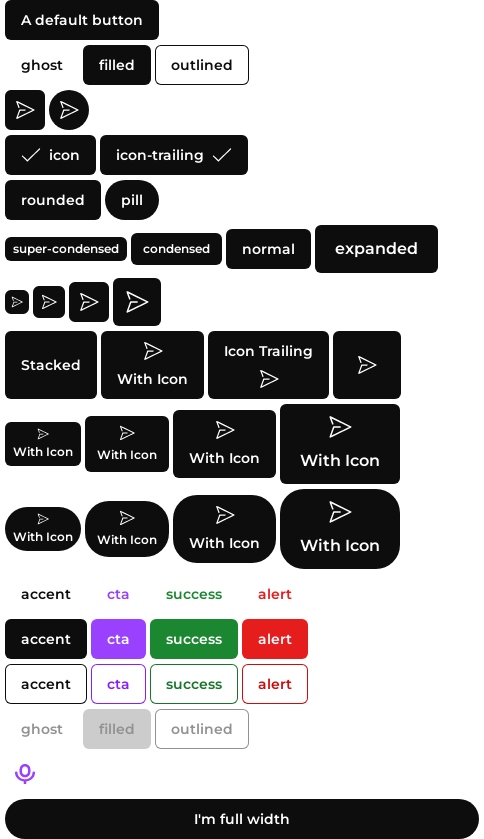 A default button
ghost filled outlined
icon icon-trailing
rounded pill
super-condensed condensed normal expanded
Stacked With Icon Icon Trailing
With Icon With Icon With Icon With Icon
With Icon With Icon With Icon With Icon
accent cta success alert
accent cta success alert
accent cta success alert
ghost filled outlined
I'm full width